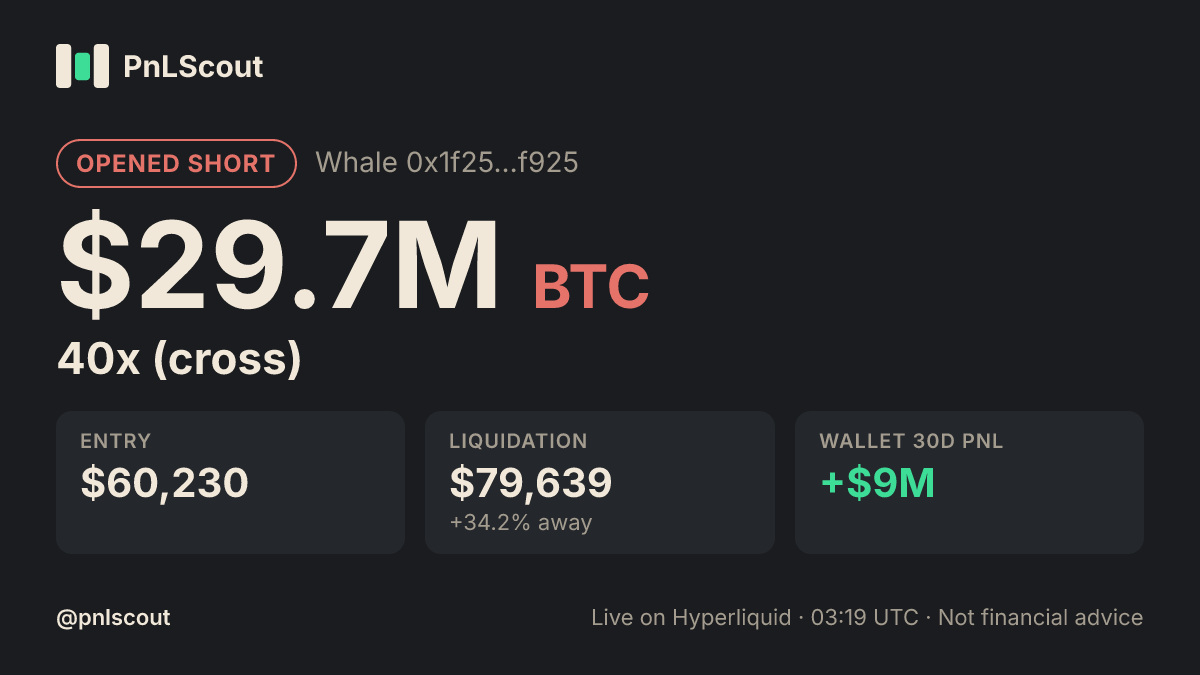 PnLScout
OPENED SHORT Whale 0x1f25...f925
$29.7M BTC
40x (cross)
ENTRY
$60,230
LIQUIDATION
$79,639
+34.2% away
WALLET 30D PNL
+$9M
@pnlscout
Live on Hyperliquid · 03:19 UTC · Not financial advice